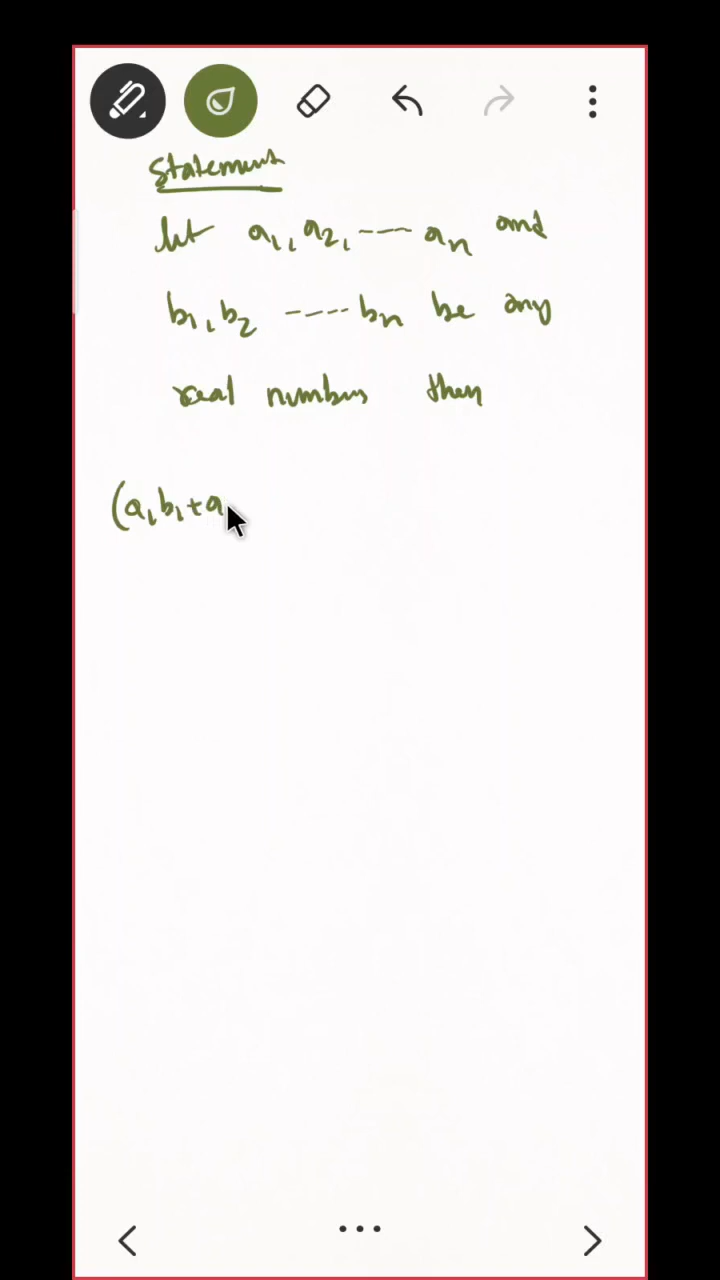 Statement
let a₁, a₂, ---- aₙ and
b₁, b₂ ---- bₙ be any
real numbers then
(a₁b₁+a